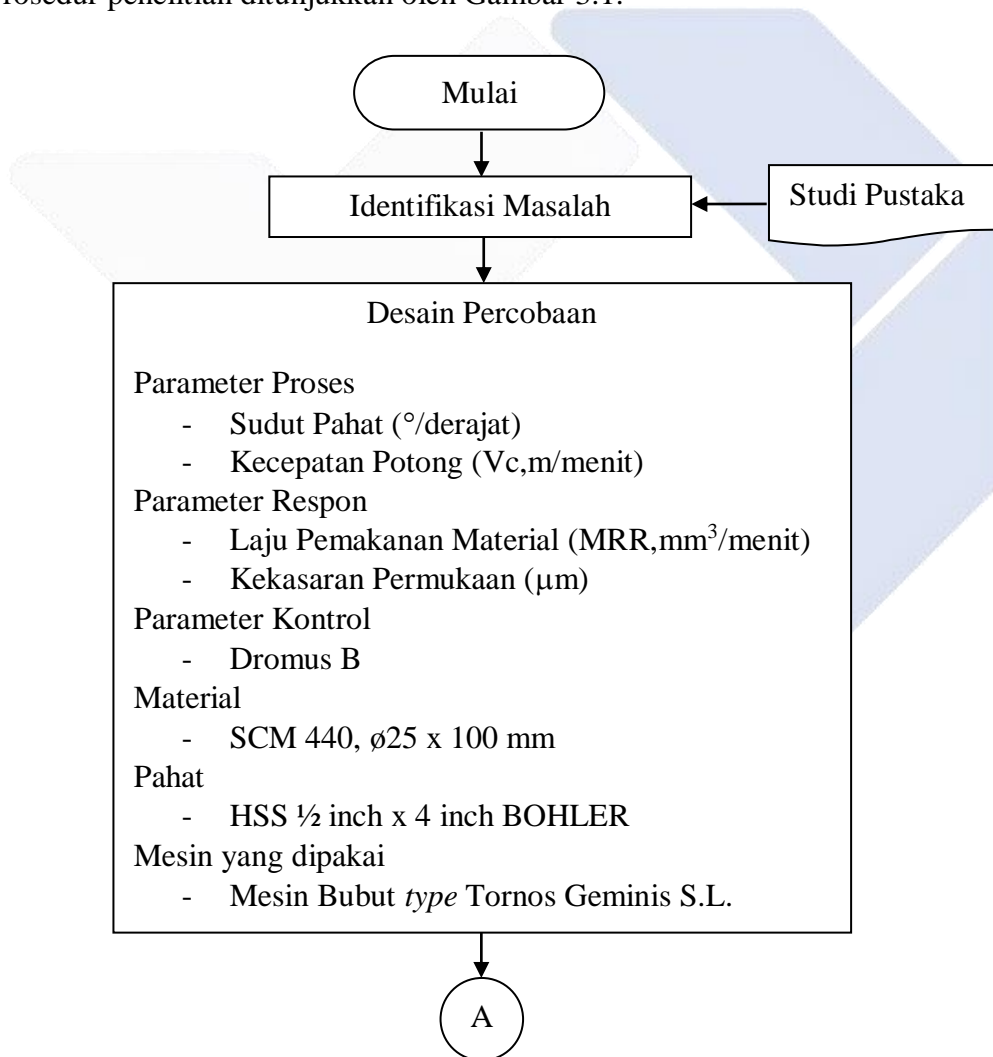 rosedur penelitian ditunjukkan oleh Gambar 3.1.
Mulai
Identifikasi Masalah
Studi Pustaka
Desain Percobaan
Parameter Proses
- Sudut Pahat (°/derajat)
- Kecepatan Potong (Vc,m/menit)
Parameter Respon
- Laju Pemakanan Material (MRR,mm³/menit)
- Kekasaran Permukaan (µm)
Parameter Kontrol
- Dromus B
Material
- SCM 440, ø25 x 100 mm
Pahat
- HSS ½ inch x 4 inch BOHLER
Mesin yang dipakai
- Mesin Bubut type Tornos Geminis S.L.
A